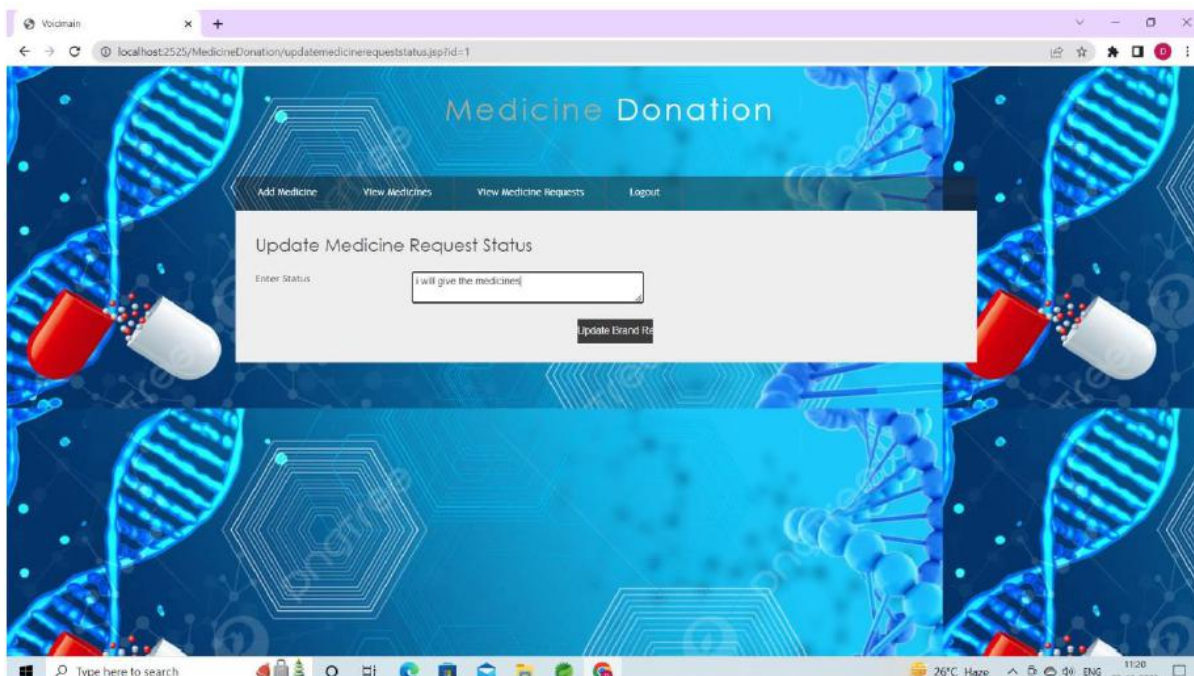 Voidmain
localhost:2525/MedicineDonation/updatemedicinerequeststatus.jsp?id=1
Medicine Donation
Add Medicine View Medicines View Medicine Requests Logout
Update Medicine Request Status
Enter Status
i will give the medicines
Update Brand Re
pngtree
Type here to search
26°C Haze
ENG
11:20